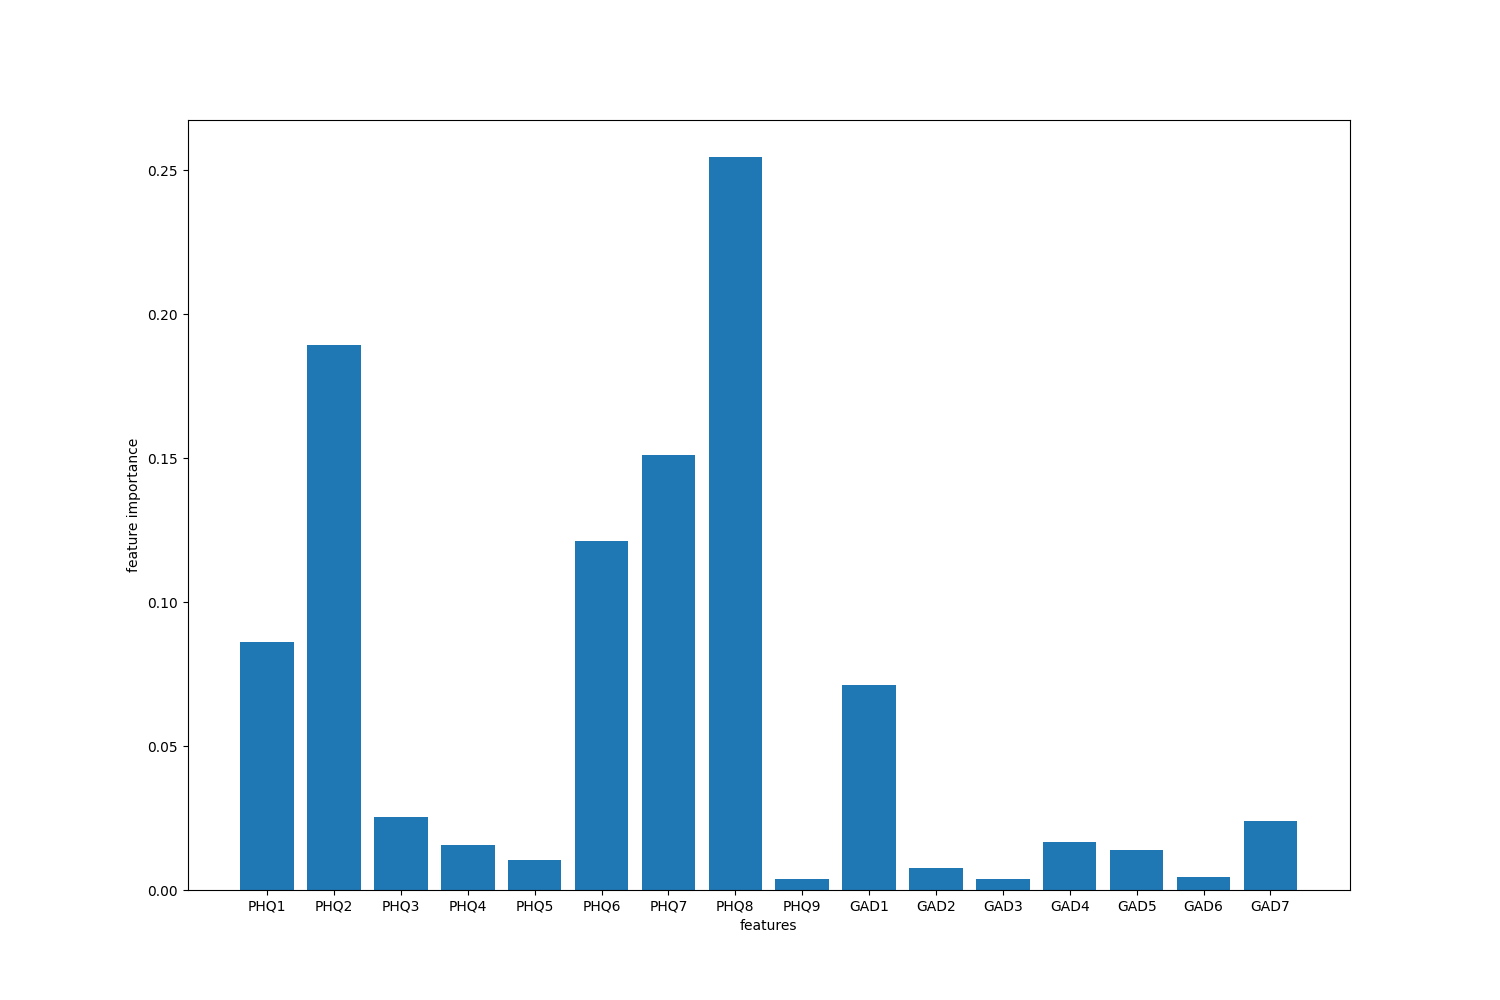 feature importance
0.25
0.20
0.15
0.10
0.05
0.00
PHQ1 PHQ2 PHQ3 PHQ4 PHQ5 PHQ6 PHQ7 PHQ8 PHQ9 GAD1 GAD2 GAD3 GAD4 GAD5 GAD6 GAD7
features